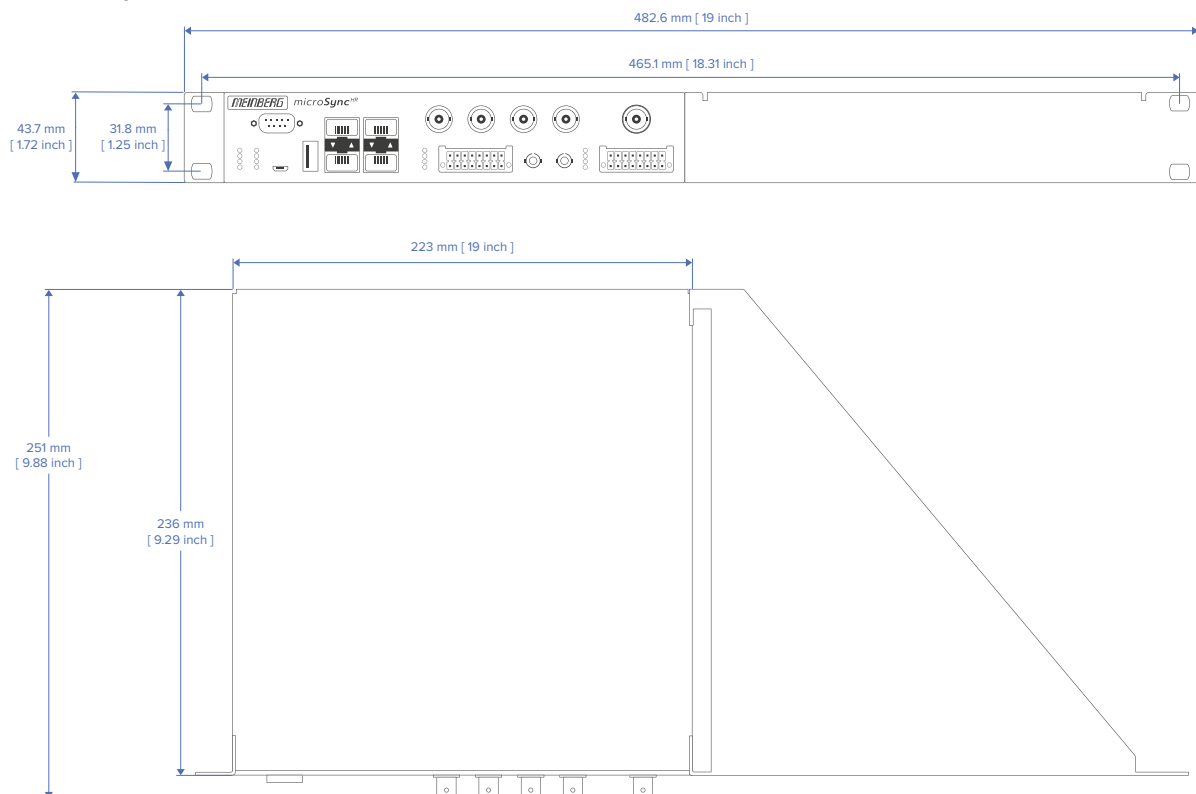 482.6 mm [ 19 inch ]
465.1 mm [ 18.31 inch ]
MEINBERG microSyncHR
43.7 mm
[ 1.72 inch ]
31.8 mm
[ 1.25 inch ]
223 mm [ 19 inch ]
251 mm
[ 9.88 inch ]
236 mm
[ 9.29 inch ]